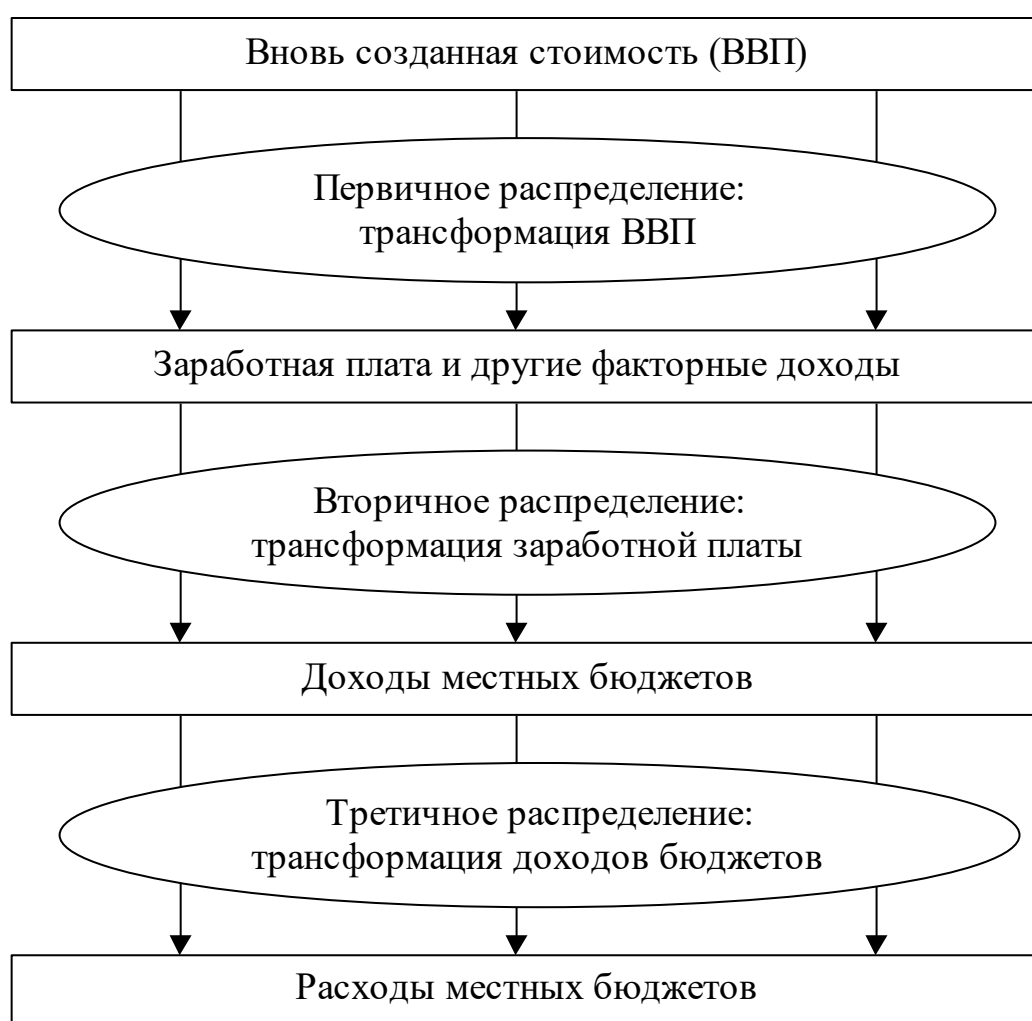 Вновь созданная стоимость (ВВП)
Первичное распределение:
трансформация ВВП
Заработная плата и другие факторные доходы
Вторичное распределение:
трансформация заработной платы
Доходы местных бюджетов
Третичное распределение:
трансформация доходов бюджетов
Расходы местных бюджетов